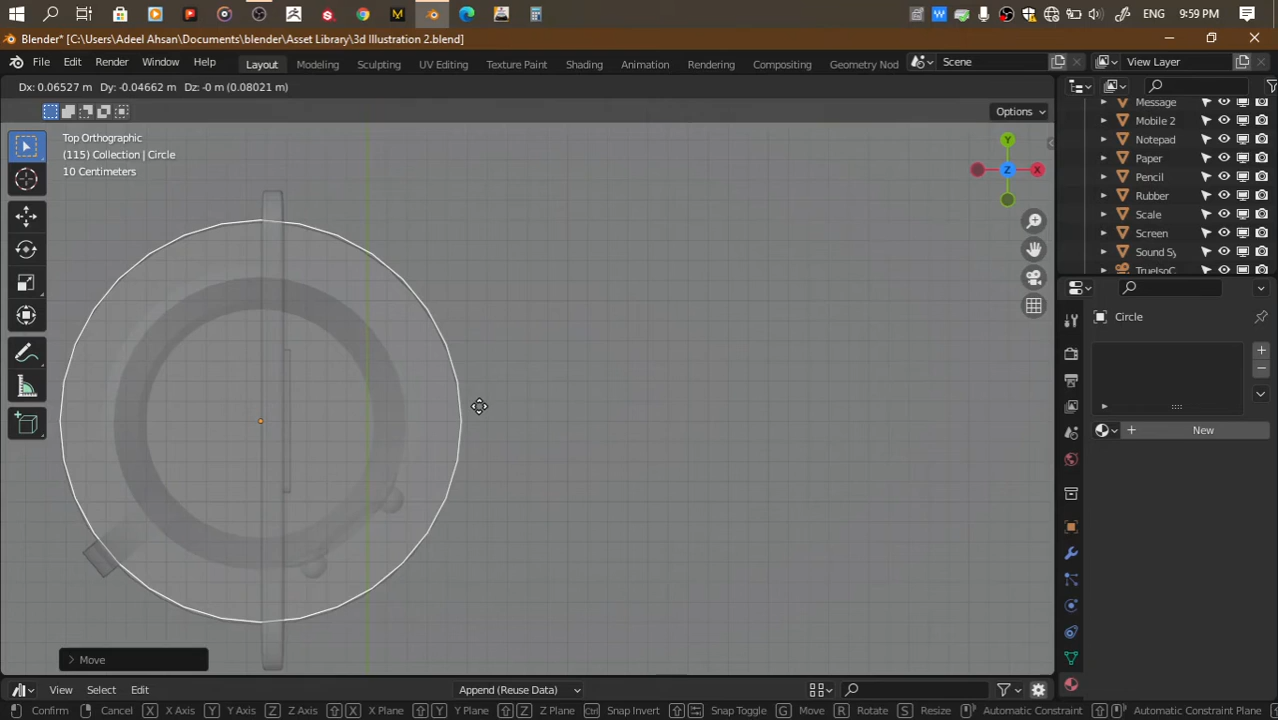 ENG 9:59 PM
Blender* [C:\Users\Adeel Ahsan\Documents\blender\Asset Library\3d Illustration 2.blend]
File Edit Render Window Help Layout Modeling Sculpting UV Editing Texture Paint Shading Animation Rendering Compositing Geometry Nod Scene View Layer
Dx: 0.06527 m Dy: -0.04662 m Dz: -0 m (0.08021 m)
Options
Message
Mobile 2
Notepad
Paper
Pencil
Rubber
Scale
Screen
Sound Sy
TrueIsoC
Top Orthographic
(115) Collection | Circle
10 Centimeters
Y
Z
X
Circle
New
Move
View Select Edit Append (Reuse Data)
Confirm Cancel X X Axis Y Y Axis Z Z Axis X X Plane Y Y Plane Z Z Plane Ctrl Snap Invert Snap Toggle G Move R Rotate S Resize Automatic Constraint Automatic Constraint Plane